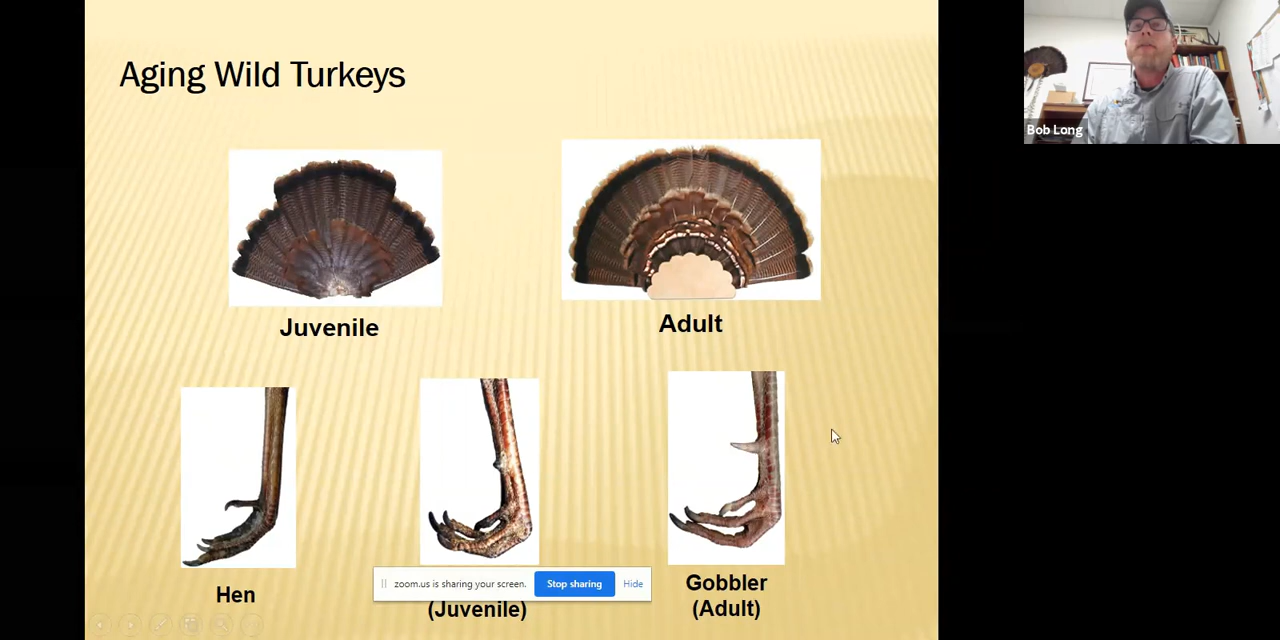 Aging Wild Turkeys
Bob Long
Juvenile
Adult
Hen
zoom.us is sharing your screen.
Stop sharing
Hide
(Juvenile)
Gobbler
(Adult)